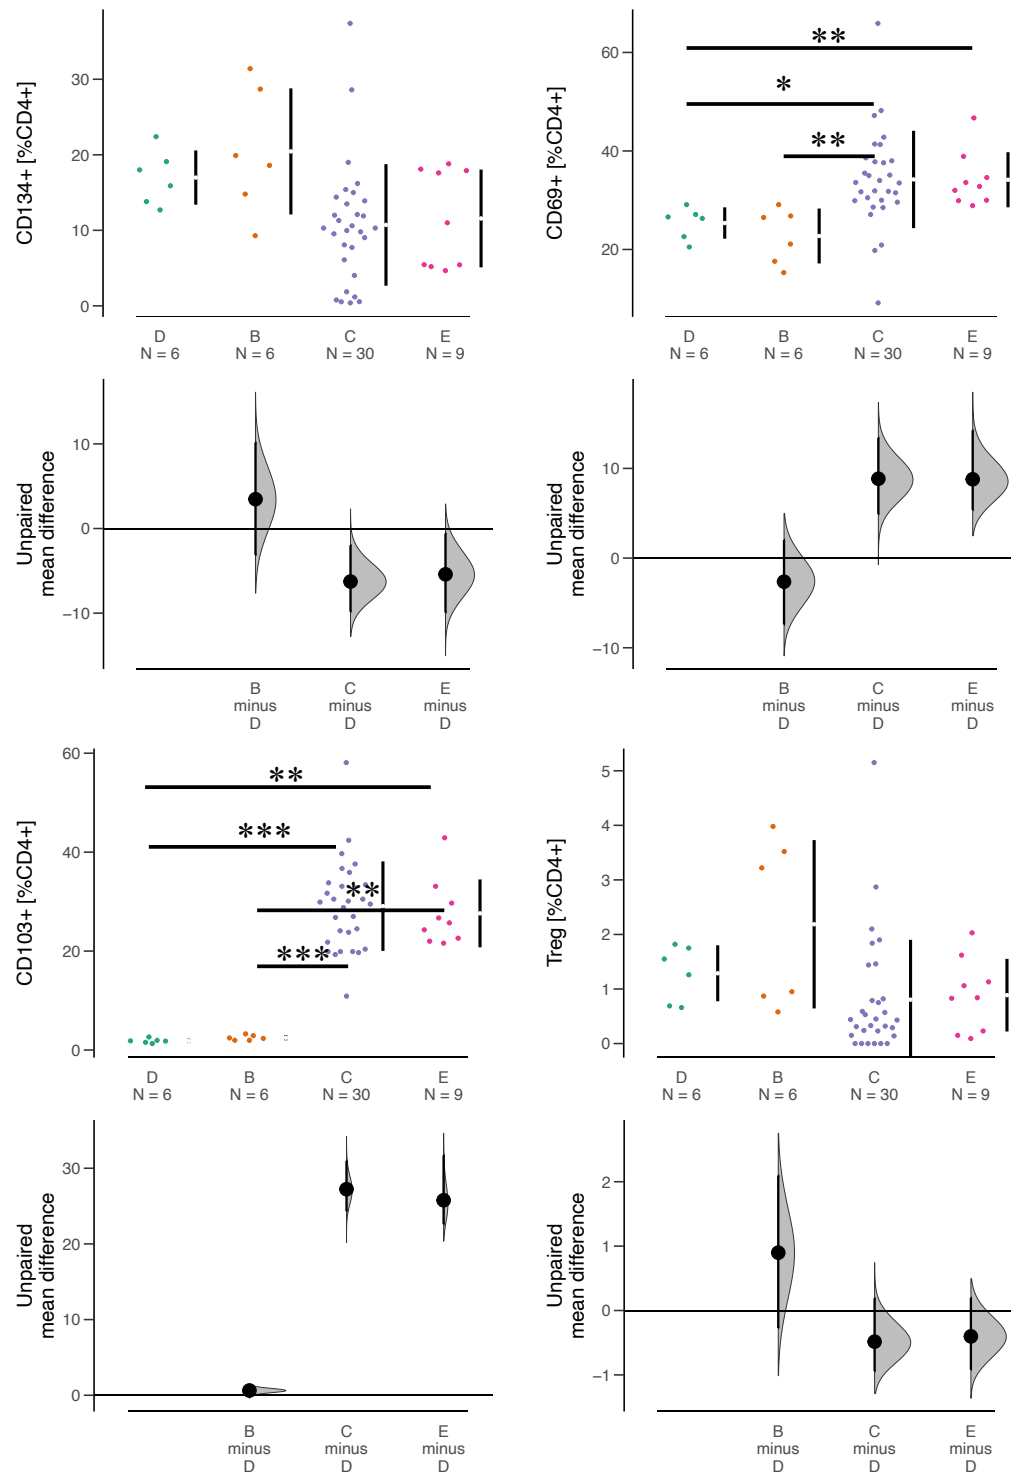 CD134+ [%CD4+]
30
20
10
0
D
N = 6
B
N = 6
C
N = 30
E
N = 9
CD69+ [%CD4+]
60
40
20
**
*
**
D
N = 6
B
N = 6
C
N = 30
E
N = 9
Unpaired
mean difference
10
0
−10
B
minus
D
C
minus
D
E
minus
D
Unpaired
mean difference
10
0
−10
B
minus
D
C
minus
D
E
minus
D
CD103+ [%CD4+]
60
40
20
0
**
***
**
***
D
N = 6
B
N = 6
C
N = 30
E
N = 9
Treg [%CD4+]
5
4
3
2
1
0
D
N = 6
B
N = 6
C
N = 30
E
N = 9
Unpaired
mean difference
30
20
10
0
B
minus
D
C
minus
D
E
minus
D
Unpaired
mean difference
2
1
0
−1
B
minus
D
C
minus
D
E
minus
D